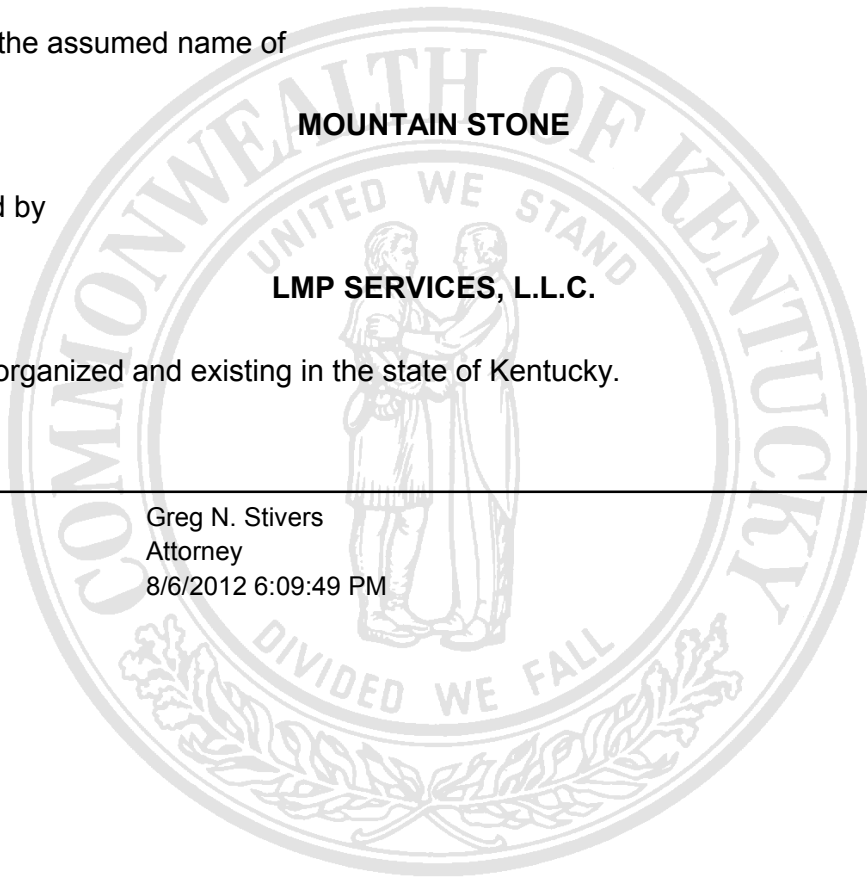 the assumed name of
MOUNTAIN STONE
d by
LMP SERVICES, L.L.C.
organized and existing in the state of Kentucky.
Greg N. Stivers
Attorney
8/6/2012 6:09:49 PM
COMMONWEALTH OF KENTUCKY
UNITED WE STAND
DIVIDED WE FALL